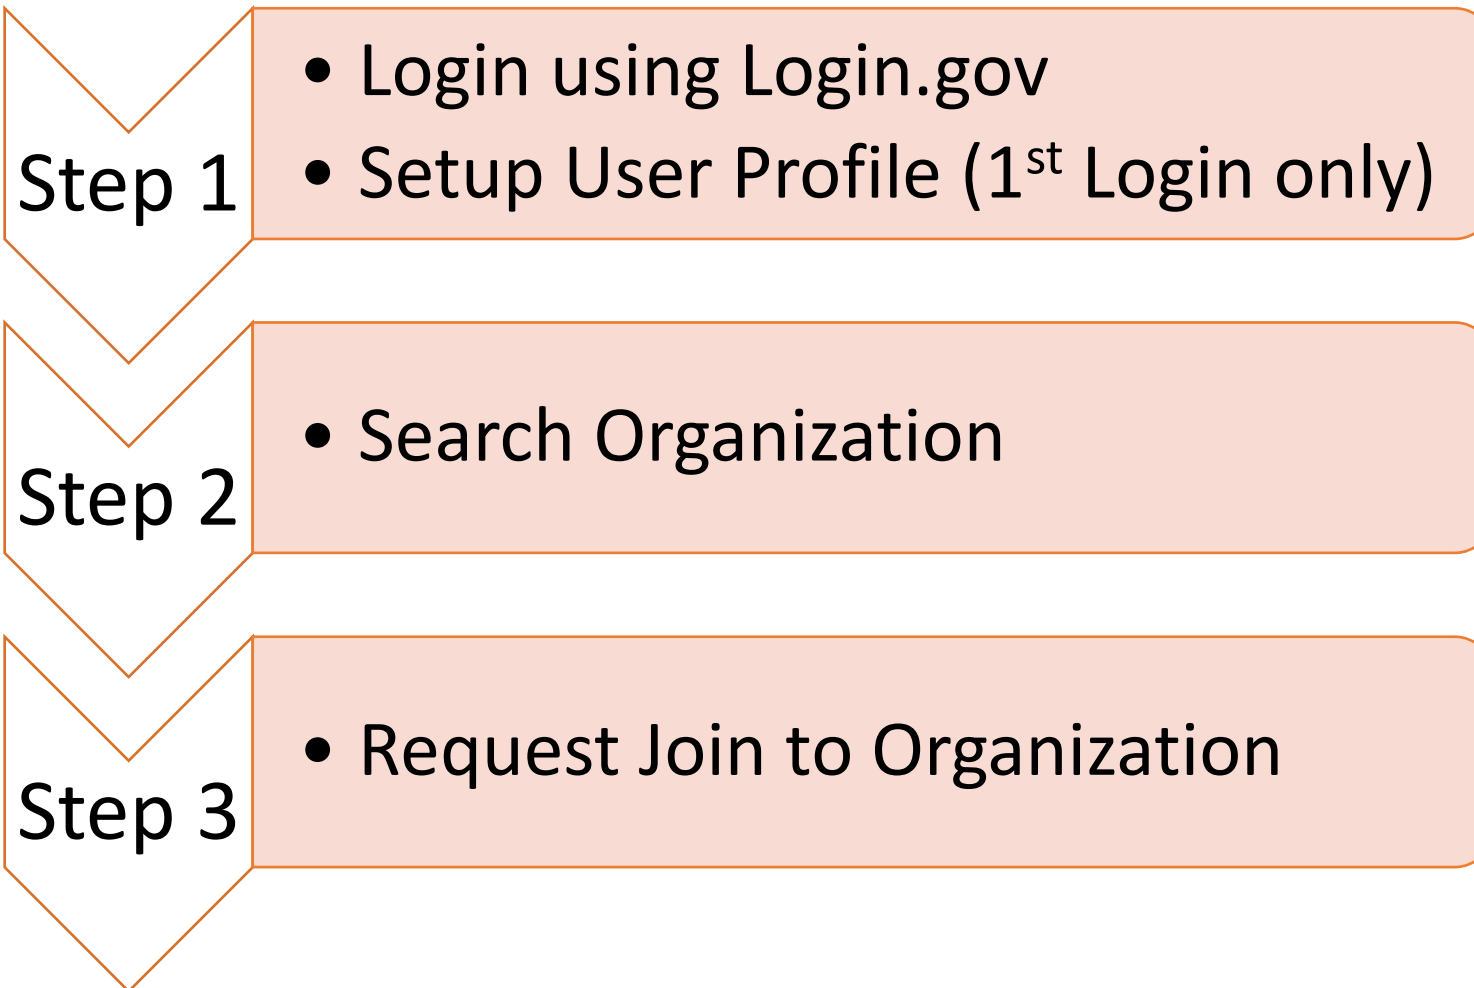 Step 1
• Login using Login.gov
• Setup User Profile (1st Login only)
Step 2
• Search Organization
Step 3
• Request Join to Organization